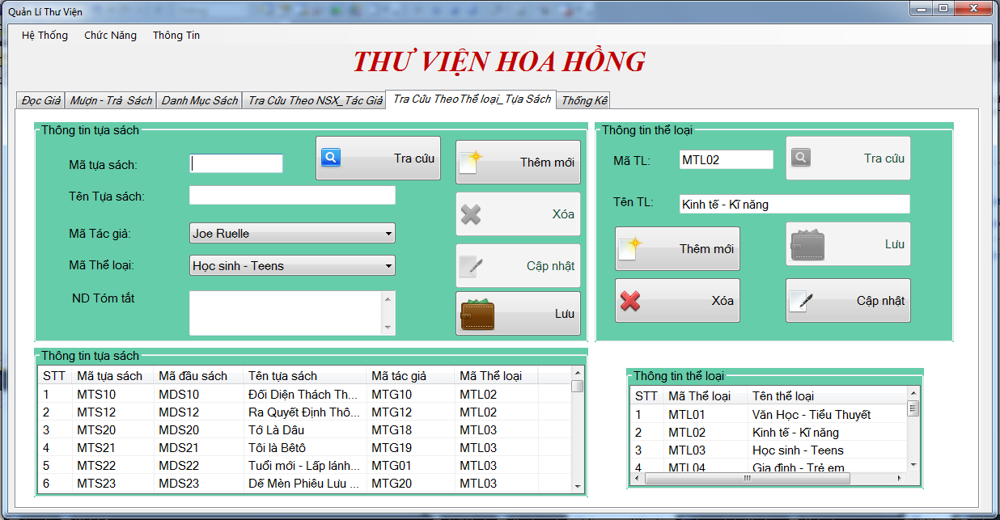 Quản Lí Thư Viện
Hệ Thống Chức Năng Thông Tin
THƯ VIỆN HOA HỒNG
Đọc Giả Mượn - Trả Sách Danh Mục Sách Tra Cứu Theo NSX_Tác Giả Tra Cứu TheoThể loại_Tựa Sách Thống Kê
Thông tin tựa sách
Mã tựa sách:
Tra cứu
Thêm mới
Tên Tựa sách:
Xóa
Mã Tác giả: Joe Ruelle
Mã Thể loại: Học sinh - Teens
Cập nhật
ND Tóm tắt
Lưu
Thông tin thể loại
Mã TL: MTL02
Tra cứu
Tên TL: Kinh tế - Kĩ năng
Thêm mới
Lưu
Xóa
Cập nhật
Thông tin tựa sách
STT Mã tựa sách Mã đầu sách Tên tựa sách Mã tác giả Mã Thể loại
1 MTS10 MDS10 Đối Diện Thách Th... MTG10 MTL02
2 MTS12 MDS12 Ra Quyết Định Thô... MTG12 MTL02
3 MTS20 MDS20 Tớ Là Dâu MTG18 MTL03
4 MTS21 MDS21 Tôi là Bêtô MTG19 MTL03
5 MTS22 MDS22 Tuổi mới - Lấp lánh... MTG01 MTL03
6 MTS23 MDS23 Dế Mèn Phiêu Lưu ... MTG20 MTL03
Thông tin thể loại
STT Mã Thể loại Tên thể loại
1 MTL01 Văn Học - Tiểu Thuyết
2 MTL02 Kinh tế - Kĩ năng
3 MTL03 Học sinh - Teens
4 MTL04 Gia đình - Trẻ em